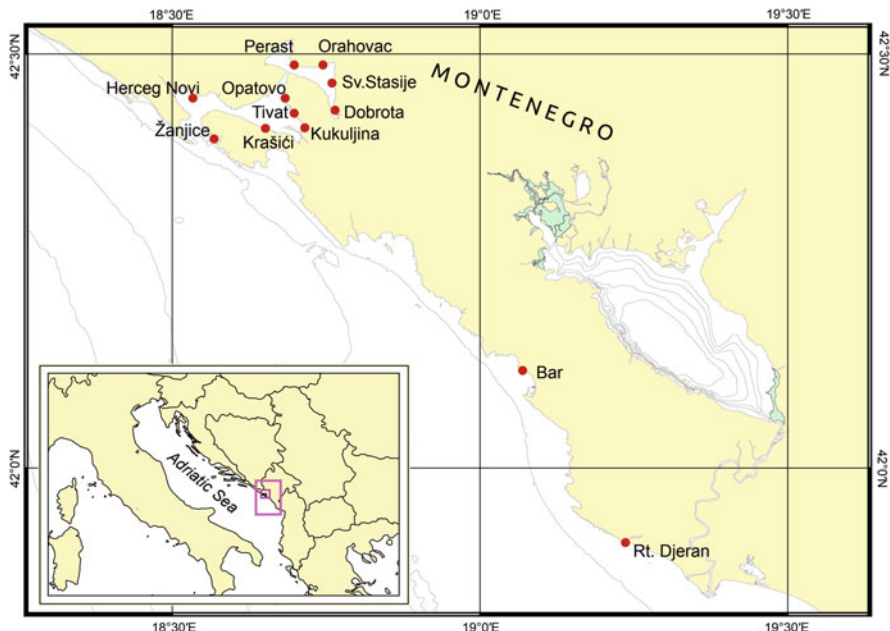 18°30'E 19°0'E 19°30'E
42°30'N 42°30'N
Perast Orahovac
MONTENEGRO
Herceg Novi Opatovo Sv.Stasije
Tivat Dobrota
Žanjice Krašići Kukuljina
Bar
Adriatic Sea
42°0'N 42°0'N
Rt. Djeran
18°30'E 19°0'E 19°30'E